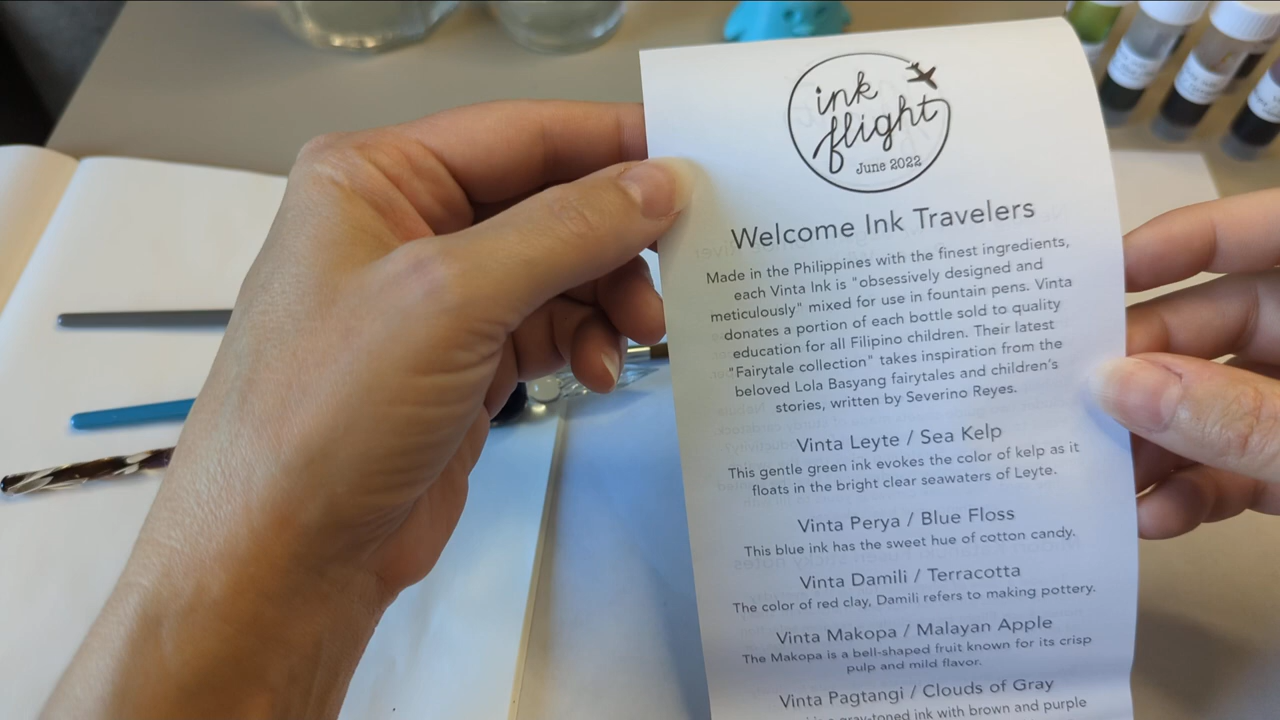 ink
flight
June 2022
Welcome Ink Travelers
Made in the Philippines with the finest ingredients,
each Vinta Ink is "obsessively designed and
meticulously" mixed for use in fountain pens. Vinta
donates a portion of each bottle sold to quality
education for all Filipino children. Their latest
"Fairytale collection" takes inspiration from the
beloved Lola Basyang fairytales and children's
stories, written by Severino Reyes.
Vinta Leyte / Sea Kelp
This gentle green ink evokes the color of kelp as it
floats in the bright clear seawaters of Leyte.
Vinta Perya / Blue Floss
This blue ink has the sweet hue of cotton candy.
Vinta Damili / Terracotta
The color of red clay, Damili refers to making pottery.
Vinta Makopa / Malayan Apple
The Makopa is a bell-shaped fruit known for its crisp
pulp and mild flavor.
Vinta Pagtangi / Clouds of Gray
gray-toned ink with brown and purple